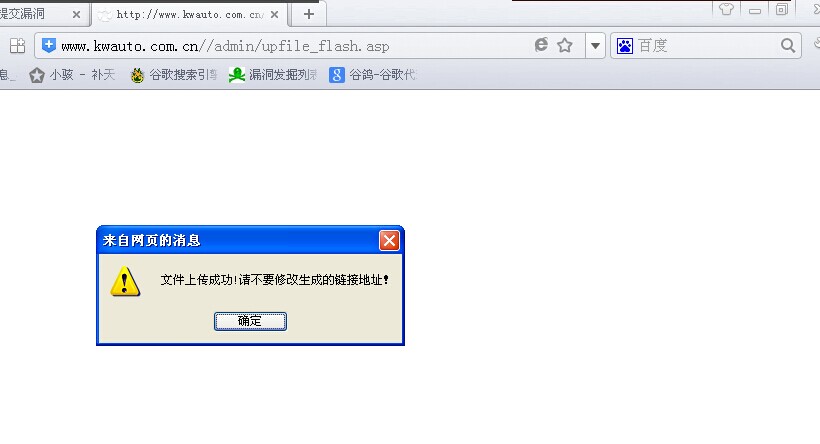 提交漏洞
http://www.kwauto.com.cn/
www.kwauto.com.cn//admin/upfile_flash.asp
百度
息_
小骇 - 补天
谷歌搜索引擎
漏洞发掘列表
谷鸽-谷歌代
来自网页的消息
文件上传成功!请不要修改生成的链接地址!
确定